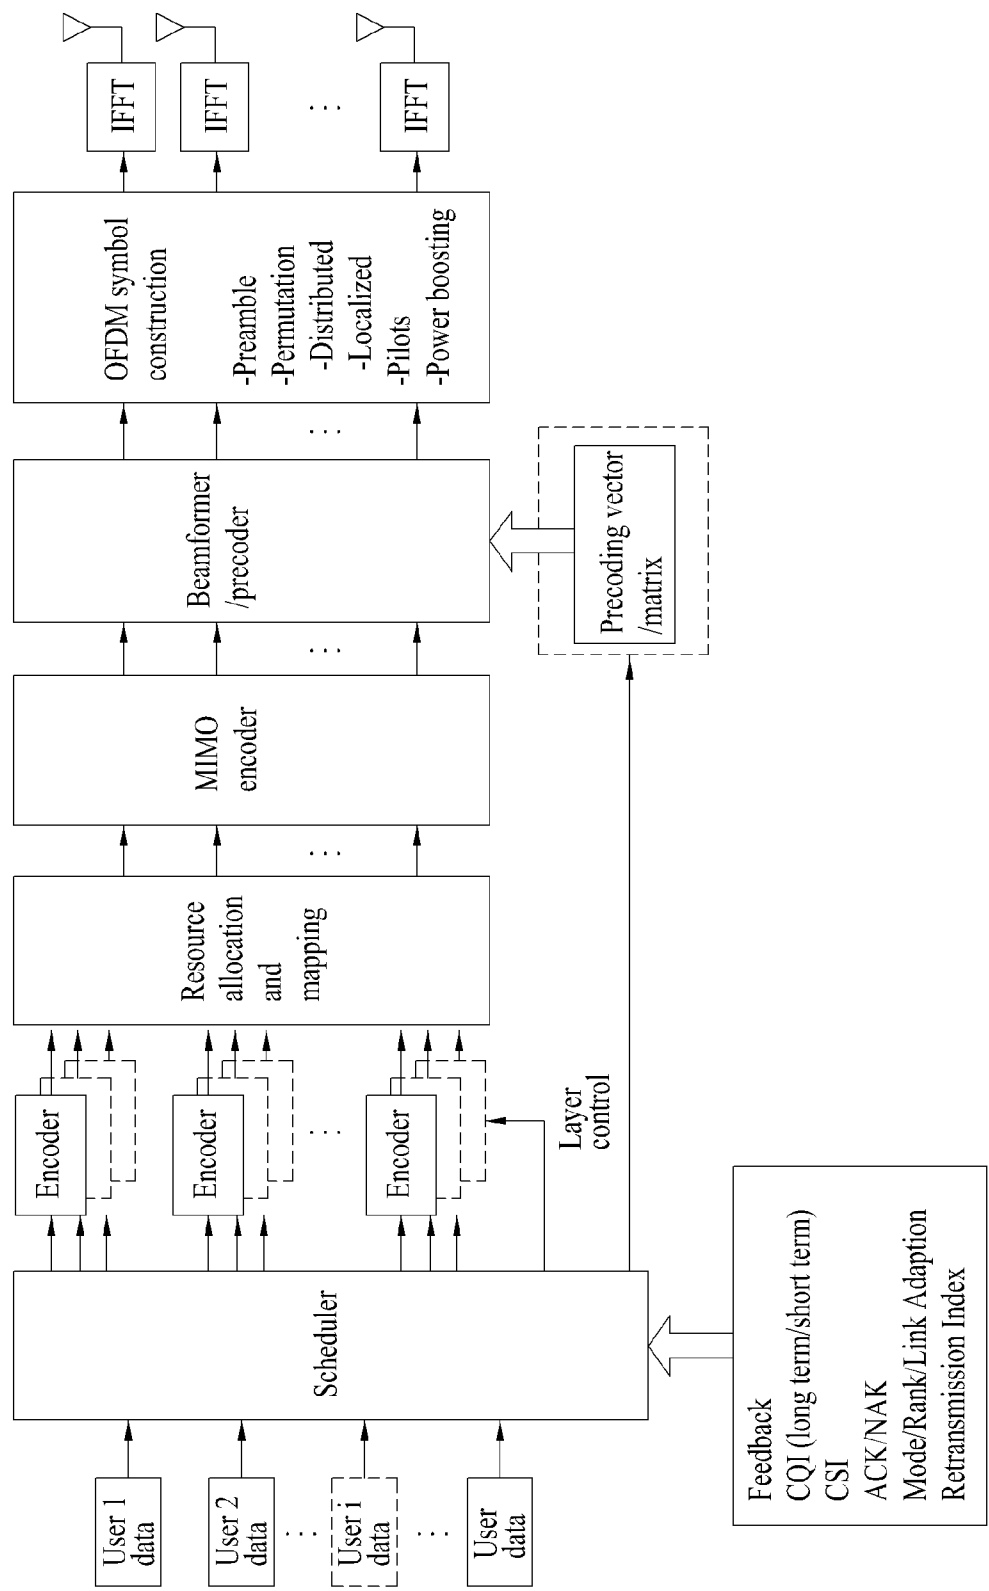 User 1
data
User 2
data
...
User i
data
...
User
data
Scheduler
Feedback
CQI (long term/short term)
CSI
ACK/NAK
Mode/Rank/Link Adaption
Retransmission Index
Encoder
Encoder
...
Encoder
Layer
control
Resource
allocation
and
mapping
...
MIMO
encoder
...
Beamformer
/precoder
Precoding vector
/matrix
...
OFDM symbol
construction
-Preamble
-Permutation
-Distributed
-Localized
-Pilots
-Power boosting
IFFT
IFFT
...
IFFT